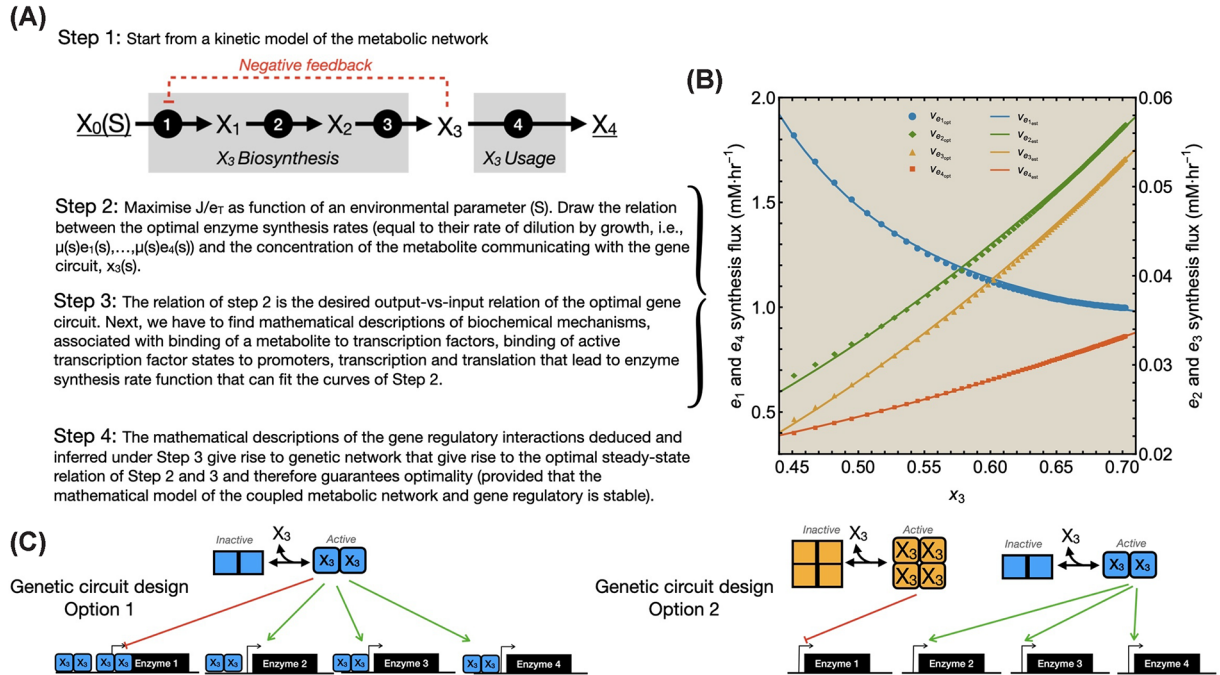 (A)
Step 1: Start from a kinetic model of the metabolic network
Negative feedback
X0(S) 1 X1 2 X2 3 X3 4 X4
X3 Biosynthesis
X3 Usage
Step 2: Maximise J/eT as function of an environmental parameter (S). Draw the relation
between the optimal enzyme synthesis rates (equal to their rate of dilution by growth, i.e.,
μ(s)e1(s),…,μ(s)e4(s)) and the concentration of the metabolite communicating with the gene
circuit, x3(s).
Step 3: The relation of step 2 is the desired output-vs-input relation of the optimal gene
circuit. Next, we have to find mathematical descriptions of biochemical mechanisms,
associated with binding of a metabolite to transcription factors, binding of active
transcription factor states to promoters, transcription and translation that lead to enzyme
synthesis rate function that can fit the curves of Step 2.
Step 4: The mathematical descriptions of the gene regulatory interactions deduced and
inferred under Step 3 give rise to genetic network that give rise to the optimal steady-state
relation of Step 2 and 3 and therefore guarantees optimality (provided that the
mathematical model of the coupled metabolic network and gene regulatory is stable).
(B)
2.0
1.5
1.0
0.5
e1 and e4 synthesis flux (mM·hr−1)
0.06
0.05
0.04
0.03
0.02
e2 and e3 synthesis flux (mM·hr−1)
ve1opt ve1est
ve2opt ve2est
ve3opt ve3est
ve4opt ve4est
0.45 0.50 0.55 0.60 0.65 0.70
x3
(C)
Genetic circuit design
Option 1
Inactive
X3
Active
X3 X3
X3 X3 X3 X3 Enzyme 1
X3 X3 Enzyme 2
X3 X3 Enzyme 3
X3 X3 Enzyme 4
Genetic circuit design
Option 2
Inactive
X3
Active
X3 X3
X3 X3
Inactive
X3
Active
X3 X3
Enzyme 1
Enzyme 2
Enzyme 3
Enzyme 4